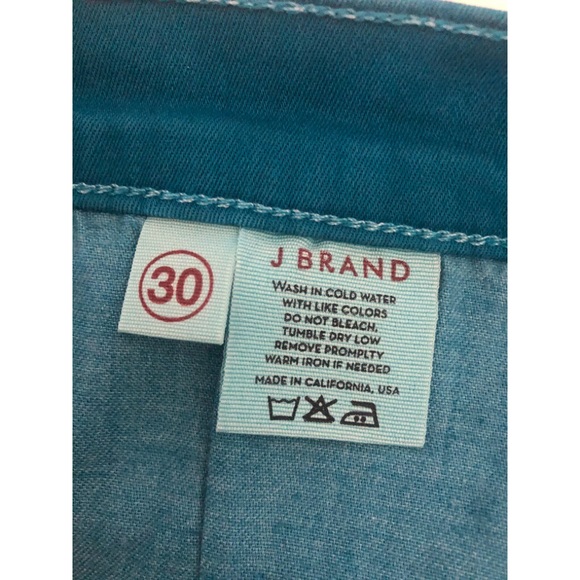 30
J BRAND
WASH IN COLD WATER
WITH LIKE COLORS
DO NOT BLEACH.
TUMBLE DRY LOW
REMOVE PROMPLTY
WARM IRON IF NEEDED
MADE IN CALIFORNIA, USA